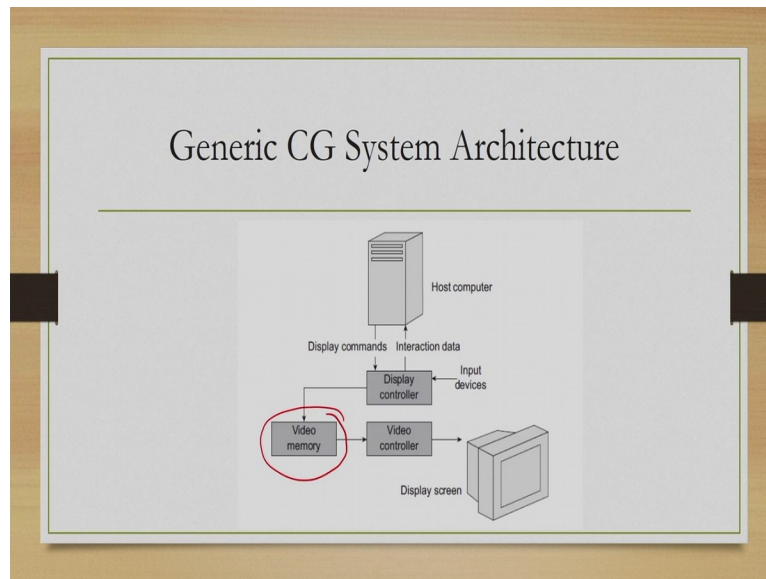 Generic CG System Architecture
Host computer
Display commands Interaction data
Display
controller
Input
devices
Video
memory
Video
controller
Display screen